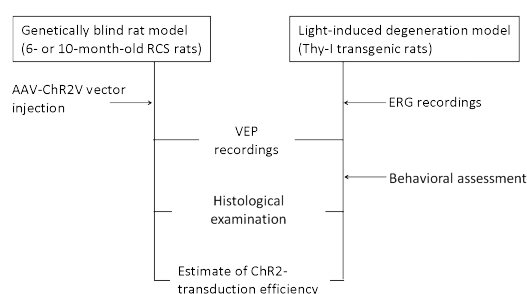 Genetically blind rat model
(6- or 10-month-old RCS rats)
Light-induced degeneration model
(Thy-I transgenic rats)
AAV-ChR2V vector
injection
ERG recordings
VEP
recordings
Behavioral assessment
Histological
examination
Estimate of ChR2-
transduction efficiency